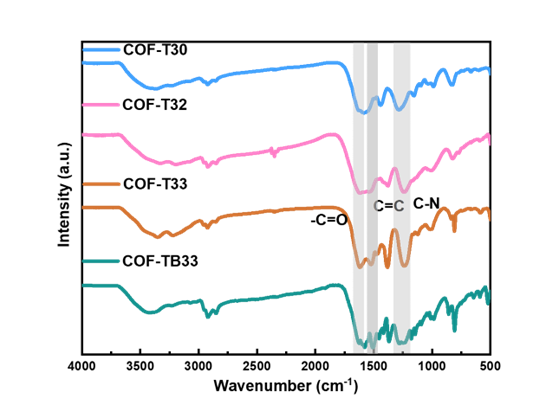 COF-T30
COF-T32
COF-T33
-C=O
C=C
C-N
COF-TB33
Intensity (a.u.)
4000 3500 3000 2500 2000 1500 1000 500
Wavenumber (cm⁻¹)